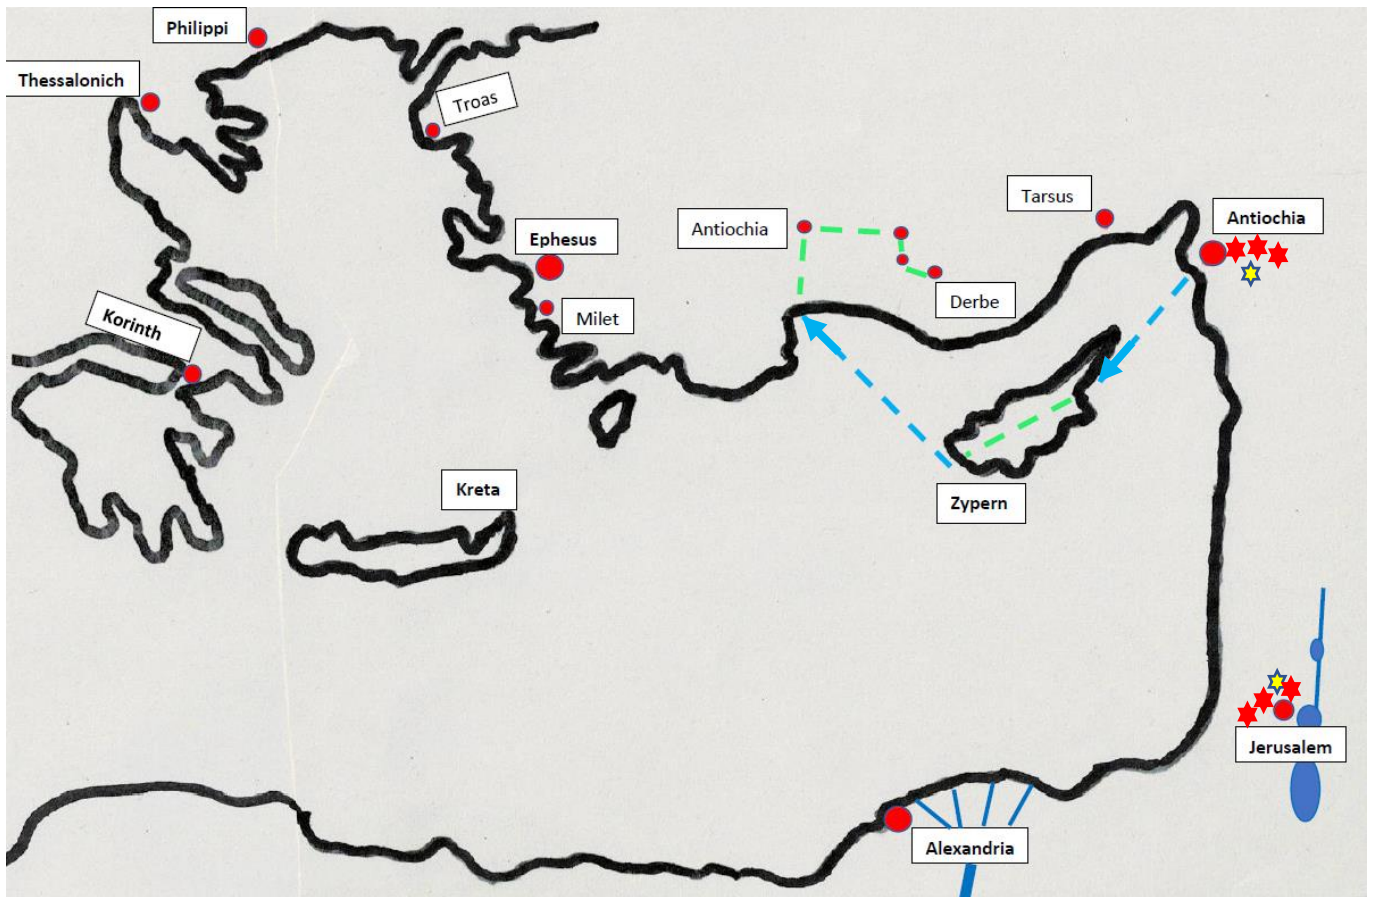 Philippi
Thessalonich
Troas
Tarsus
Antiochia
Antiochia
Ephesus
Derbe
Milet
Korinth
Kreta
Zypern
Jerusalem
Alexandria